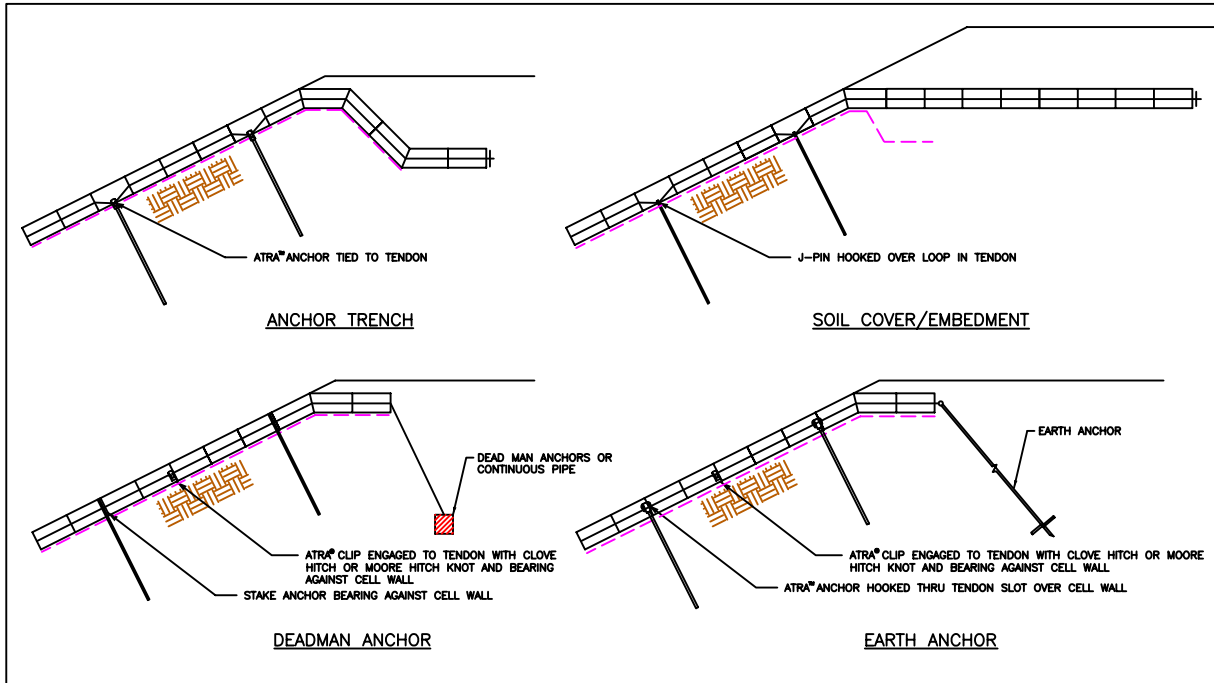 ATRA™ ANCHOR TIED TO TENDON
ANCHOR TRENCH
J-PIN HOOKED OVER LOOP IN TENDON
SOIL COVER/EMBEDMENT
DEAD MAN ANCHORS OR
CONTINUOUS PIPE
ATRA® CLIP ENGAGED TO TENDON WITH CLOVE
HITCH OR MOORE HITCH KNOT AND BEARING
AGAINST CELL WALL
STAKE ANCHOR BEARING AGAINST CELL WALL
DEADMAN ANCHOR
EARTH ANCHOR
ATRA® CLIP ENGAGED TO TENDON WITH CLOVE HITCH OR MOORE
HITCH KNOT AND BEARING AGAINST CELL WALL
ATRA™ ANCHOR HOOKED THRU TENDON SLOT OVER CELL WALL
EARTH ANCHOR